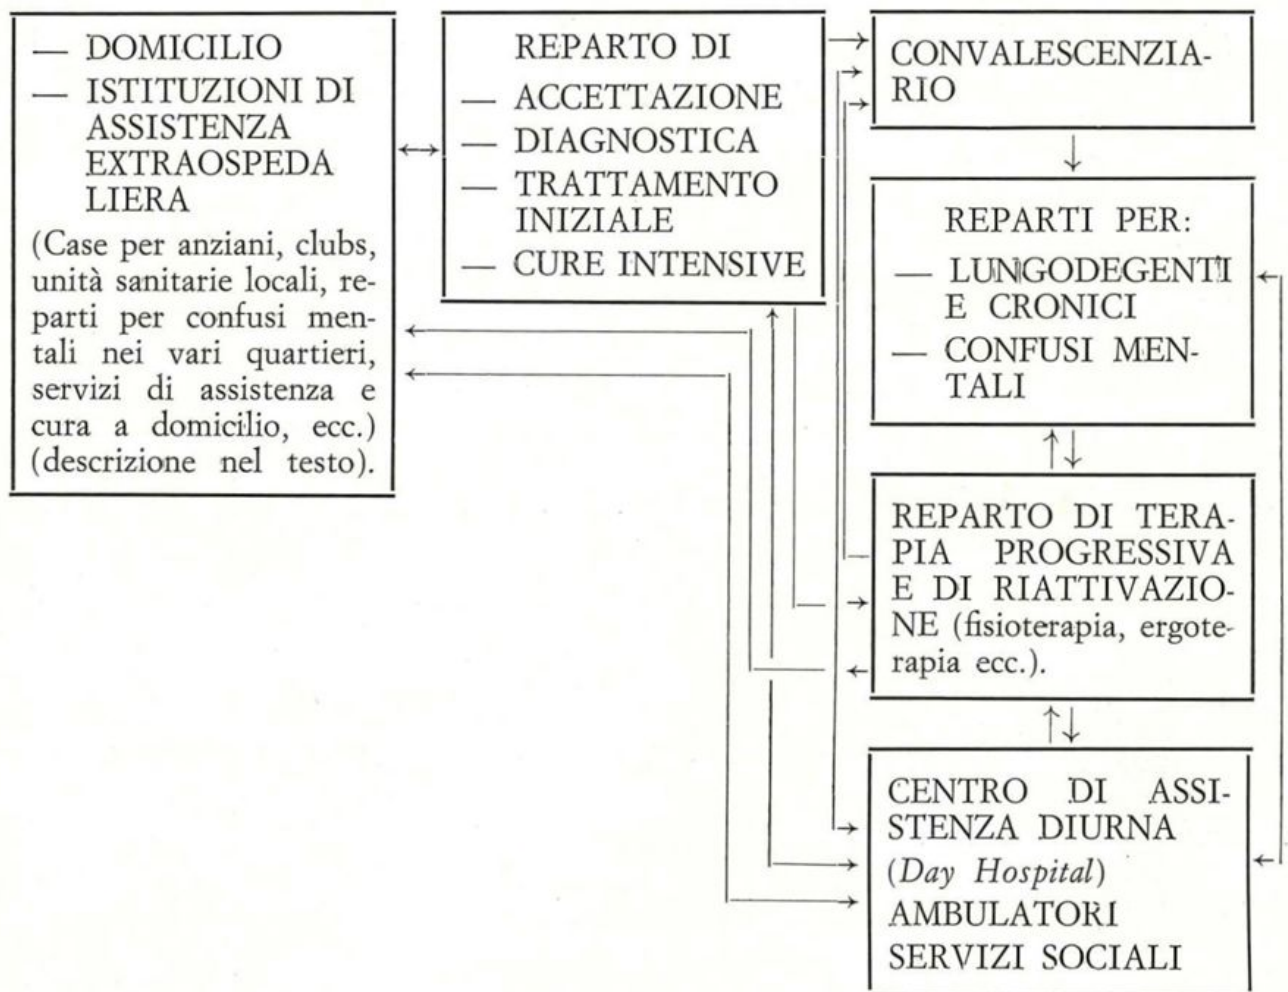 — DOMICILIO
— ISTITUZIONI DI
ASSISTENZA
EXTRAOSPEDA
LIERA
(Case per anziani, clubs,
unità sanitarie locali, re-
parti per confusi men-
tali nei vari quartieri,
servizi di assistenza e
cura a domicilio, ecc.)
(descrizione nel testo).
REPARTO DI
— ACCETTAZIONE
— DIAGNOSTICA
— TRATTAMENTO
INIZIALE
— CURE INTENSIVE
CONVALESCENZIA-
RIO
REPARTI PER:
— LUNGODEGENTI
E CRONICI
— CONFUSI MEN-
TALI
REPARTO DI TERA-
PIA PROGRESSIVA
E DI RIATTIVAZIO-
NE (fisioterapia, ergote-
rapia ecc.).
CENTRO DI ASSI-
STENZA DIURNA
(Day Hospital)
AMBULATORI
SERVIZI SOCIALI